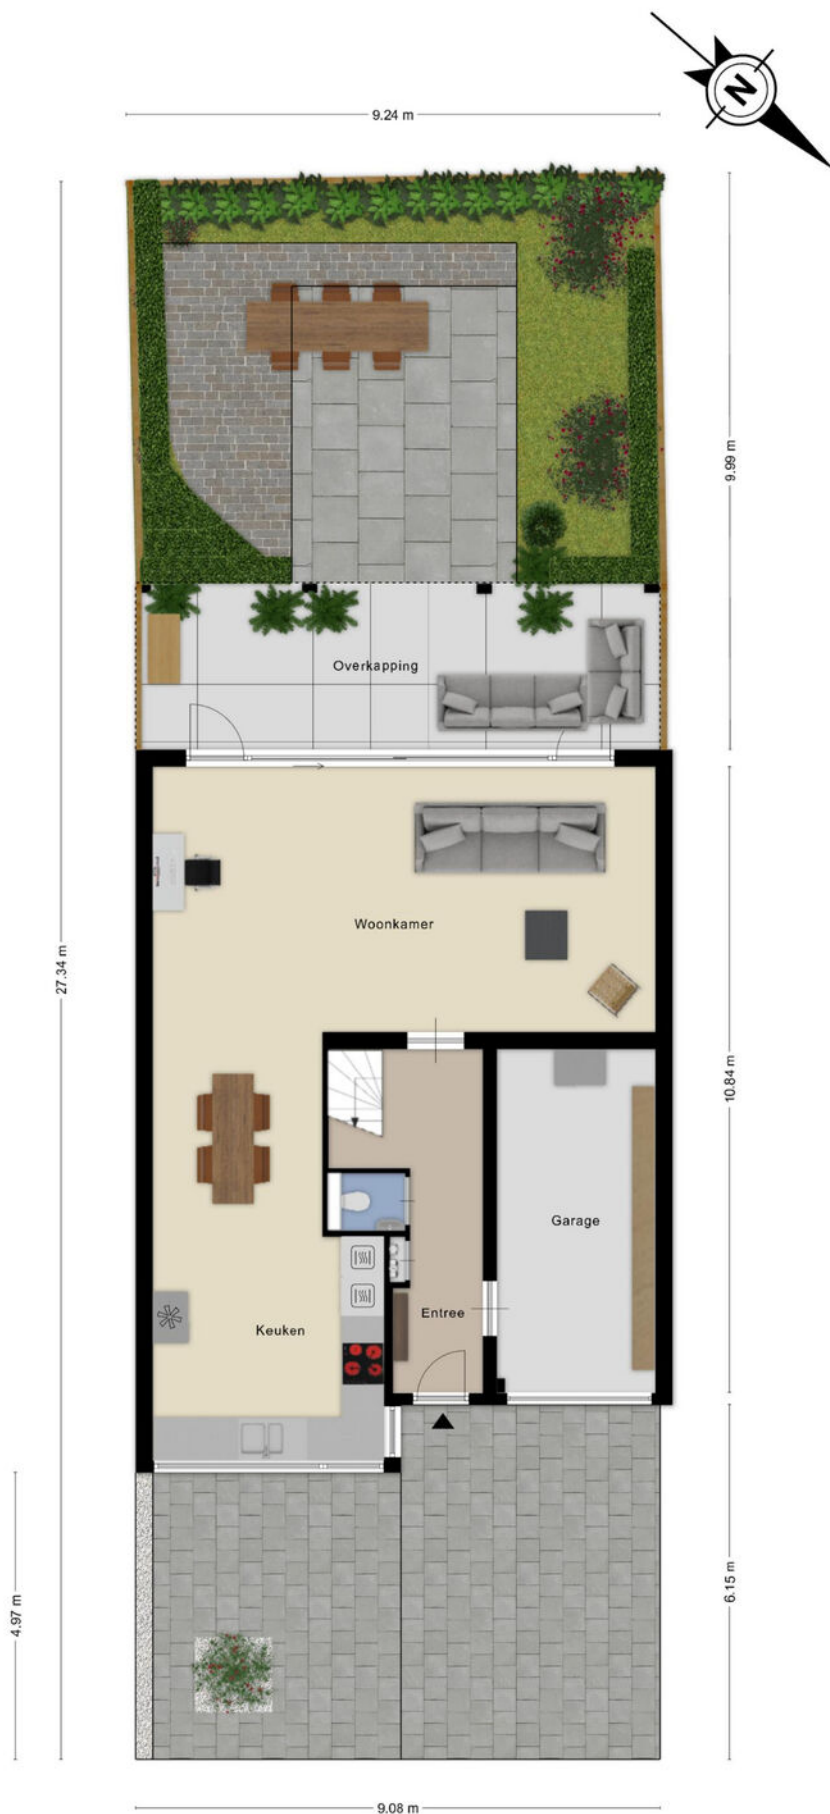 N
9.24 m
9.99 m
Overkapping
Woonkamer
27.34 m
10.84 m
Garage
Entree
Keuken
6.15 m
4.97 m
9.08 m